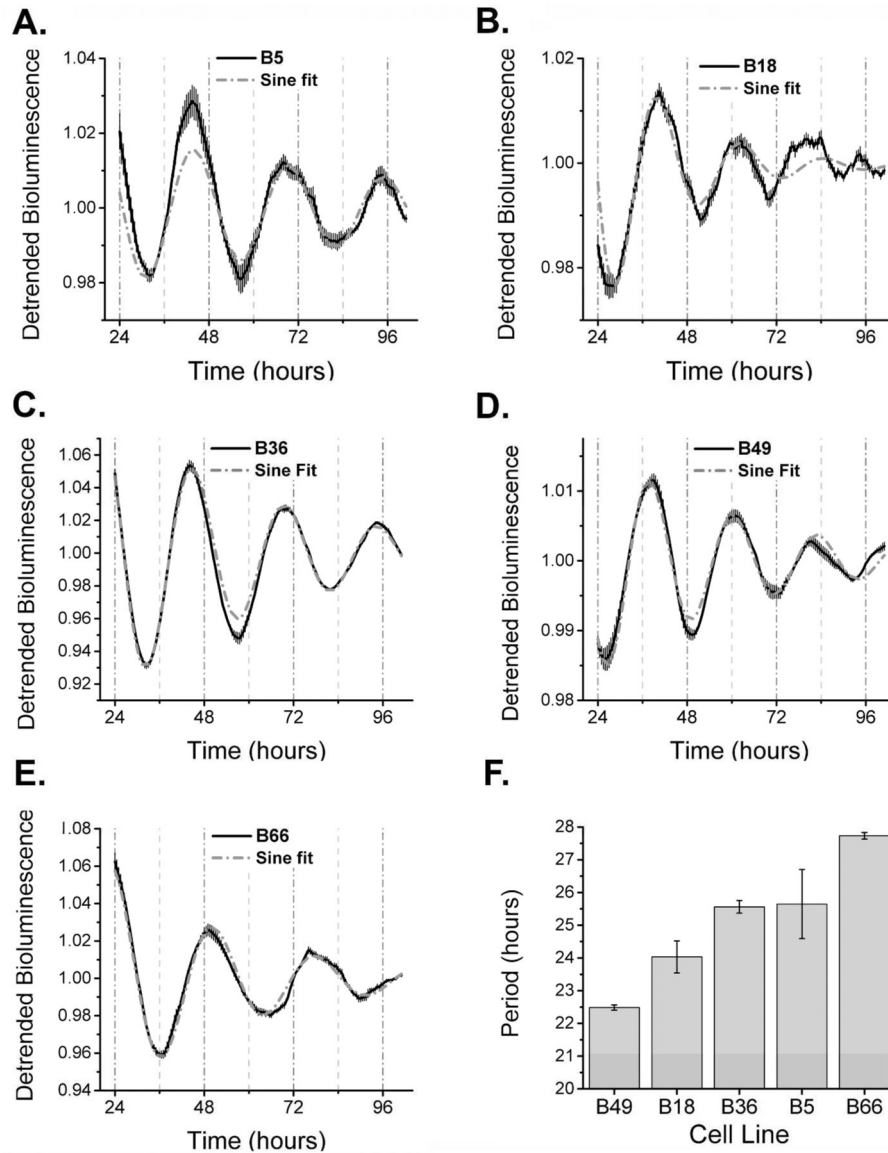 A.
B5
Sine fit
Detrended Bioluminescence
1.04
1.02
1.00
0.98
24
48
72
96
Time (hours)
B.
B18
Sine fit
Detrended Bioluminescence
1.02
1.00
0.98
24
48
72
96
Time (hours)
C.
B36
Sine Fit
Detrended Bioluminescence
1.06
1.04
1.02
1.00
0.98
0.96
0.94
0.92
24
48
72
96
Time (hours)
D.
B49
Sine Fit
Detrended Bioluminescence
1.01
1.00
0.99
0.98
24
48
72
96
Time (hours)
E.
B66
Sine fit
Detrended Bioluminescence
1.08
1.06
1.04
1.02
1.00
0.98
0.96
0.94
24
48
72
96
Time (hours)
F.
Period (hours)
28
26
25
24
22
21
20
B49
B18
B36
B5
B66
Cell Line